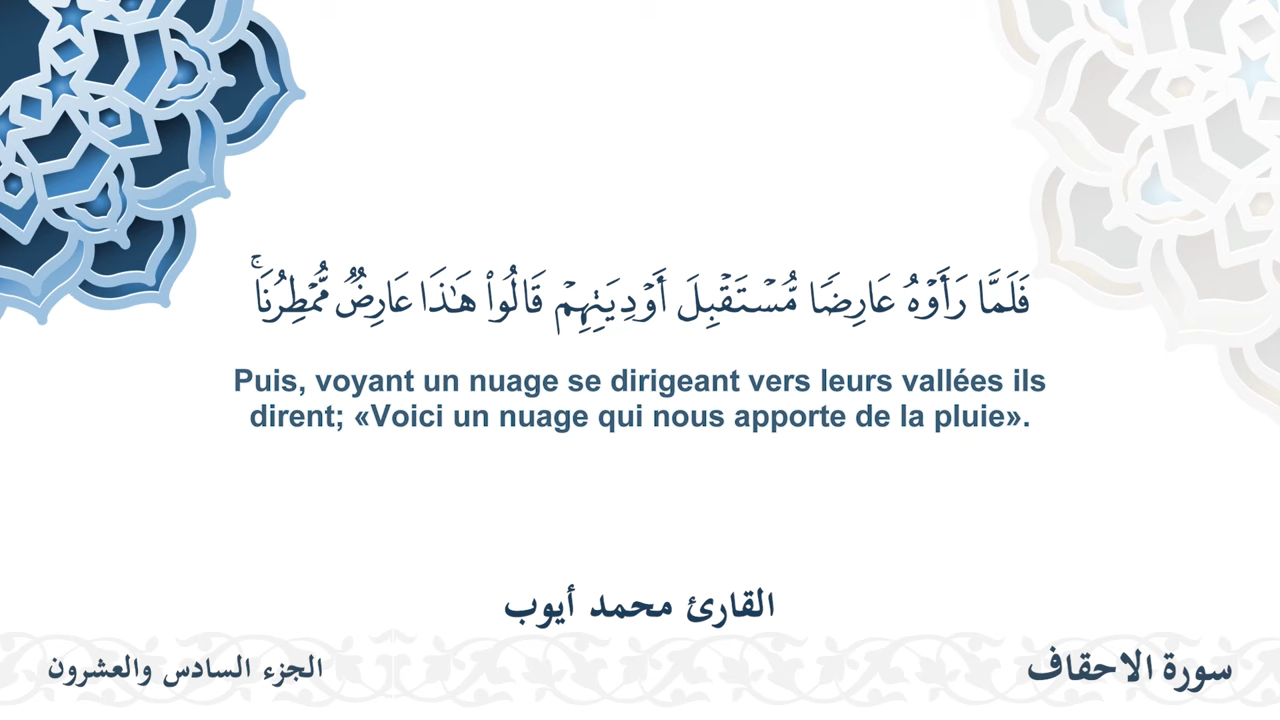 فَلَمَّا رَأَوْهُ عَارِضًا مُّسْتَقْبِلَ أَوْدِيَتِهِمْ قَالُوا۟ هَـٰذَا عَارِضٌ مُّمْطِرُنَا ۚ
Puis, voyant un nuage se dirigeant vers leurs vallées ils
dirent; «Voici un nuage qui nous apporte de la pluie».
القارئ محمد أيوب
سورة الاحقاف
الجزء السادس والعشرون